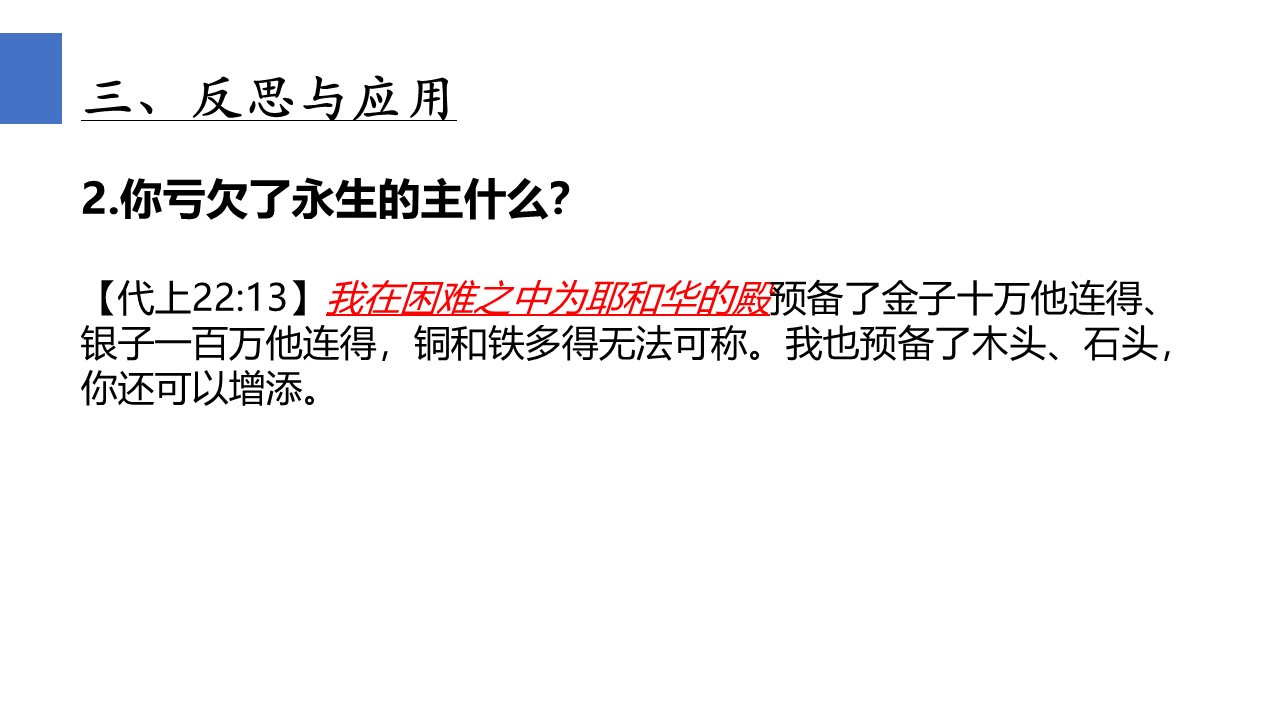 三、反思与应用
2.你亏欠了永生的主什么？
【代上22:13】我在困难之中为耶和华的殿预备了金子十万他连得、
银子一百万他连得，铜和铁多得无法可称。我也预备了木头、石头，
你还可以增添。